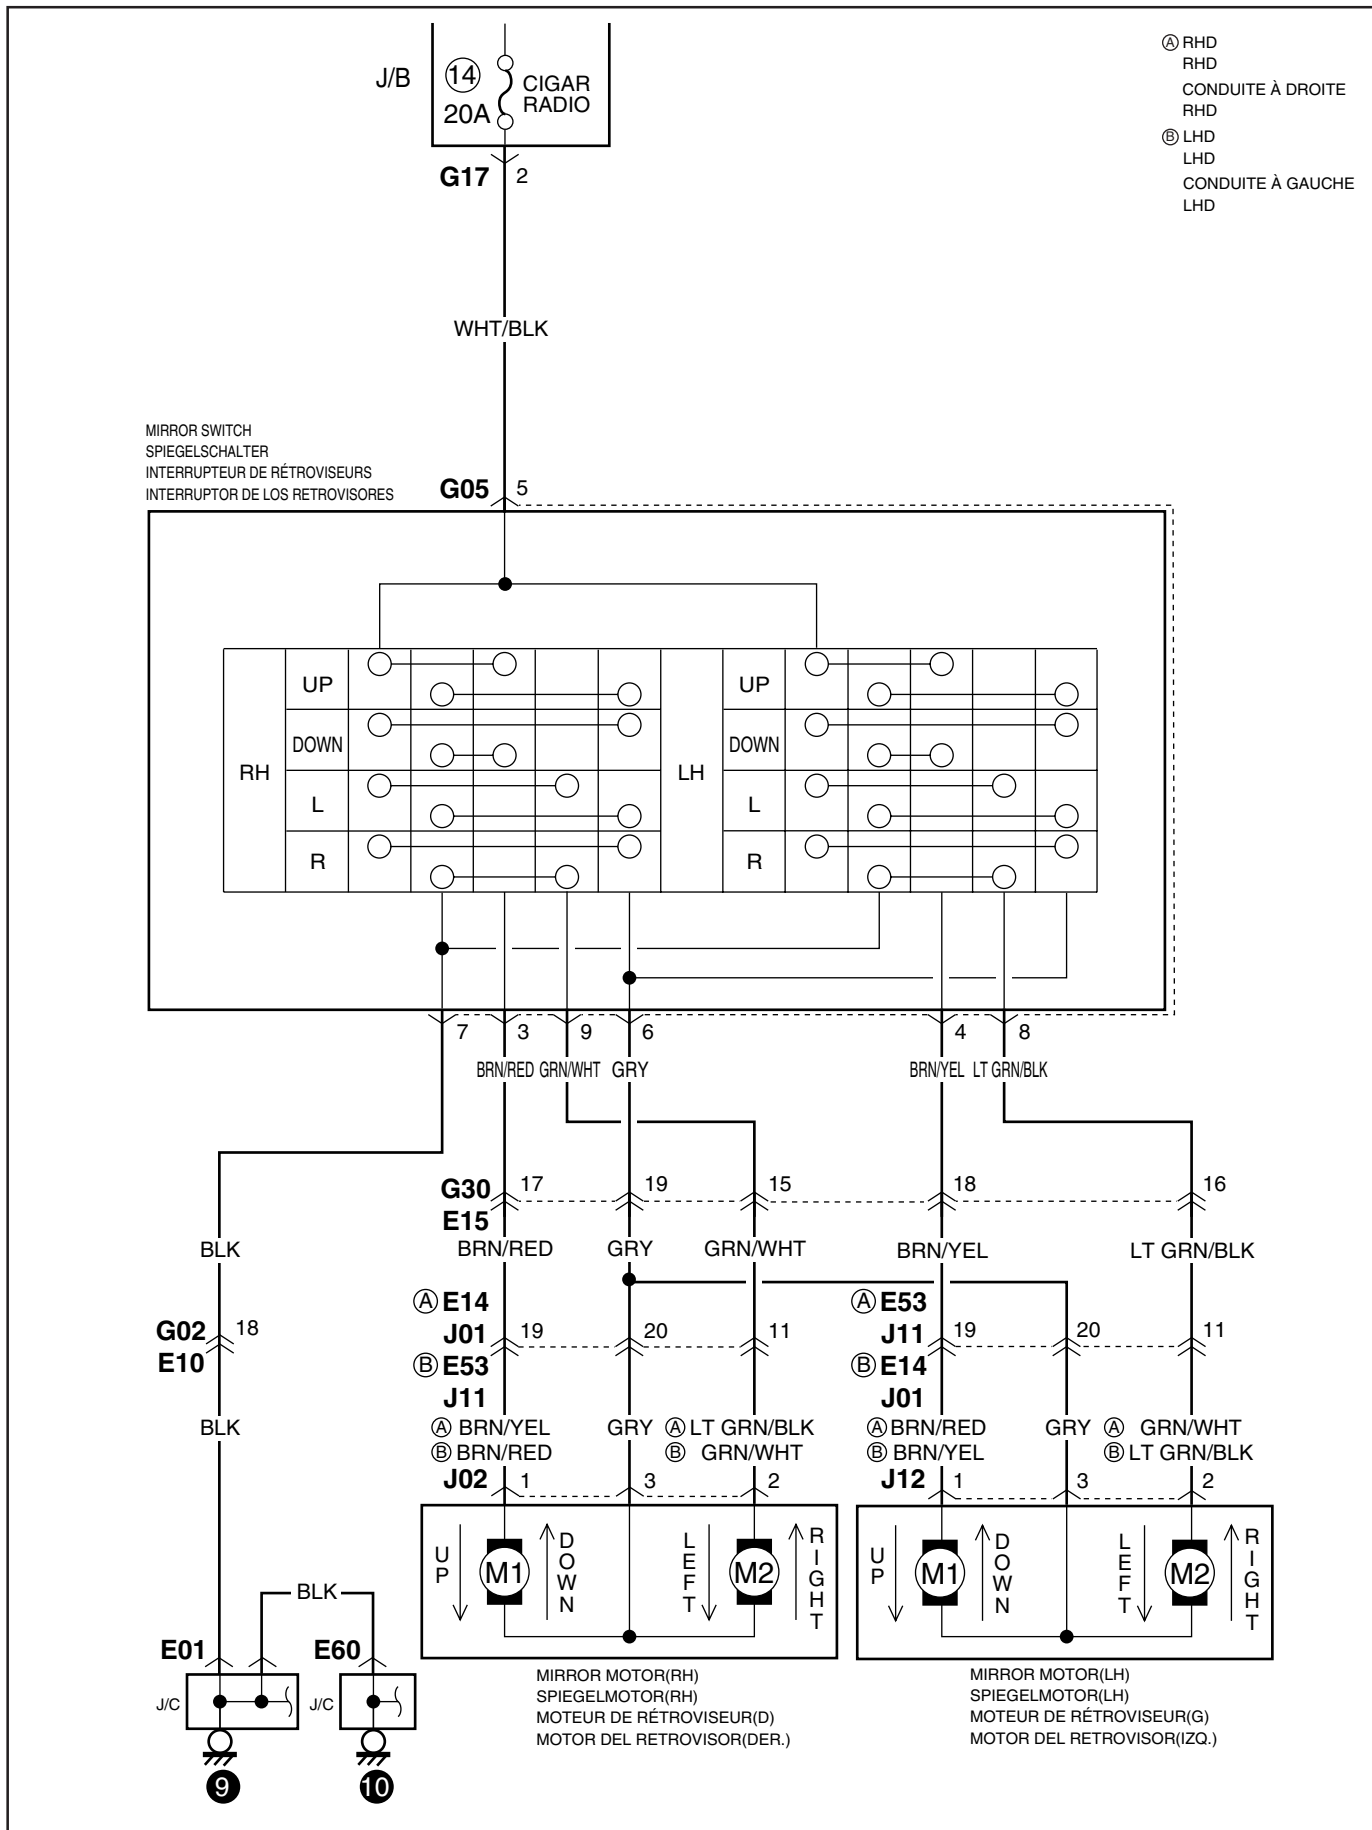 J/B
14
20A
CIGAR
RADIO
Ⓐ RHD
RHD
CONDUITE À DROITE
RHD
Ⓑ LHD
LHD
CONDUITE À GAUCHE
LHD
G17 2
WHT/BLK
MIRROR SWITCH
SPIEGELSCHALTER
INTERRUPTEUR DE RÉTROVISEURS
INTERRUPTOR DE LOS RETROVISORES
G05 5
RH
UP
DOWN
L
R
LH
UP
DOWN
L
R
7 3 9 6 4 8
BRN/RED GRN/WHT GRY BRN/YEL LT GRN/BLK
G30 17 19 15 18 16
E15
BLK BRN/RED GRY GRN/WHT BRN/YEL LT GRN/BLK
Ⓐ E14 Ⓐ E53
G02 18 J01 19 20 11 J11 19 20 11
E10 Ⓑ E53 Ⓑ E14
J11 J01
BLK Ⓐ BRN/YEL GRY Ⓐ LT GRN/BLK Ⓐ BRN/RED GRY Ⓐ GRN/WHT
Ⓑ BRN/RED Ⓑ GRN/WHT Ⓑ BRN/YEL Ⓑ LT GRN/BLK
J02 1 3 2 J12 1 3 2
UP M1 DOWN LEFT M2 RIGHT
UP M1 DOWN LEFT M2 RIGHT
BLK
E01 E60
J/C J/C
9 10
MIRROR MOTOR(RH)
SPIEGELMOTOR(RH)
MOTEUR DE RÉTROVISEUR(D)
MOTOR DEL RETROVISOR(DER.)
MIRROR MOTOR(LH)
SPIEGELMOTOR(LH)
MOTEUR DE RÉTROVISEUR(G)
MOTOR DEL RETROVISOR(IZQ.)